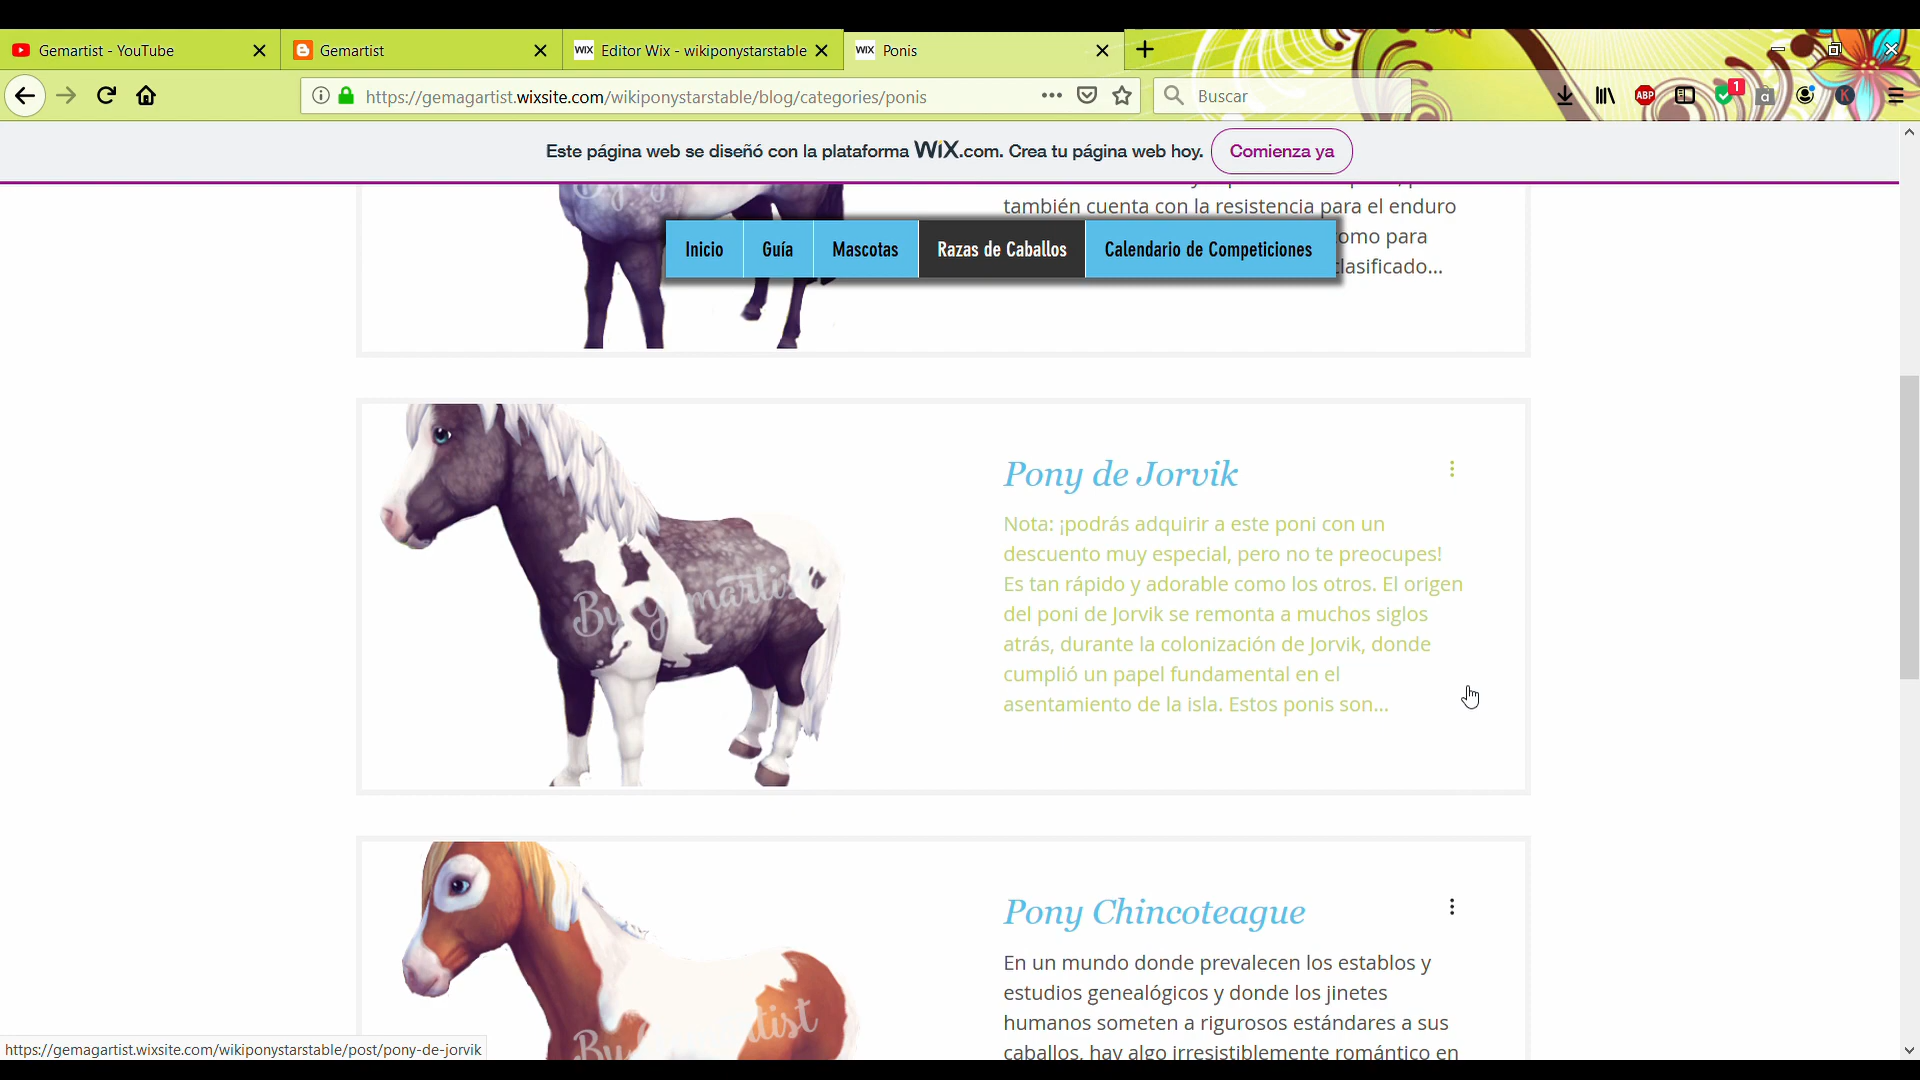 Gemartist - YouTube
Gemartist
Editor Wix - wikiponystarstable
Ponis
https://gemagartist.wixsite.com/wikiponystarstable/blog/categories/ponis
Buscar
ABP
1
a
K
Este página web se diseñó con la plataforma WiX.com. Crea tu página web hoy.
Comienza ya
también cuenta con la resistencia para el enduro
como para
clasificado...
Inicio
Guía
Mascotas
Razas de Caballos
Calendario de Competiciones
Pony de Jorvik
Nota: ¡podrás adquirir a este poni con un
descuento muy especial, pero no te preocupes!
Es tan rápido y adorable como los otros. El origen
del poni de Jorvik se remonta a muchos siglos
atrás, durante la colonización de Jorvik, donde
cumplió un papel fundamental en el
asentamiento de la isla. Estos ponis son...
By Gemartist
Pony Chincoteague
En un mundo donde prevalecen los establos y
estudios genealógicos y donde los jinetes
humanos someten a rigurosos estándares a sus
caballos, hay algo irresistiblemente romántico en
https://gemagartist.wixsite.com/wikiponystarstable/post/pony-de-jorvik